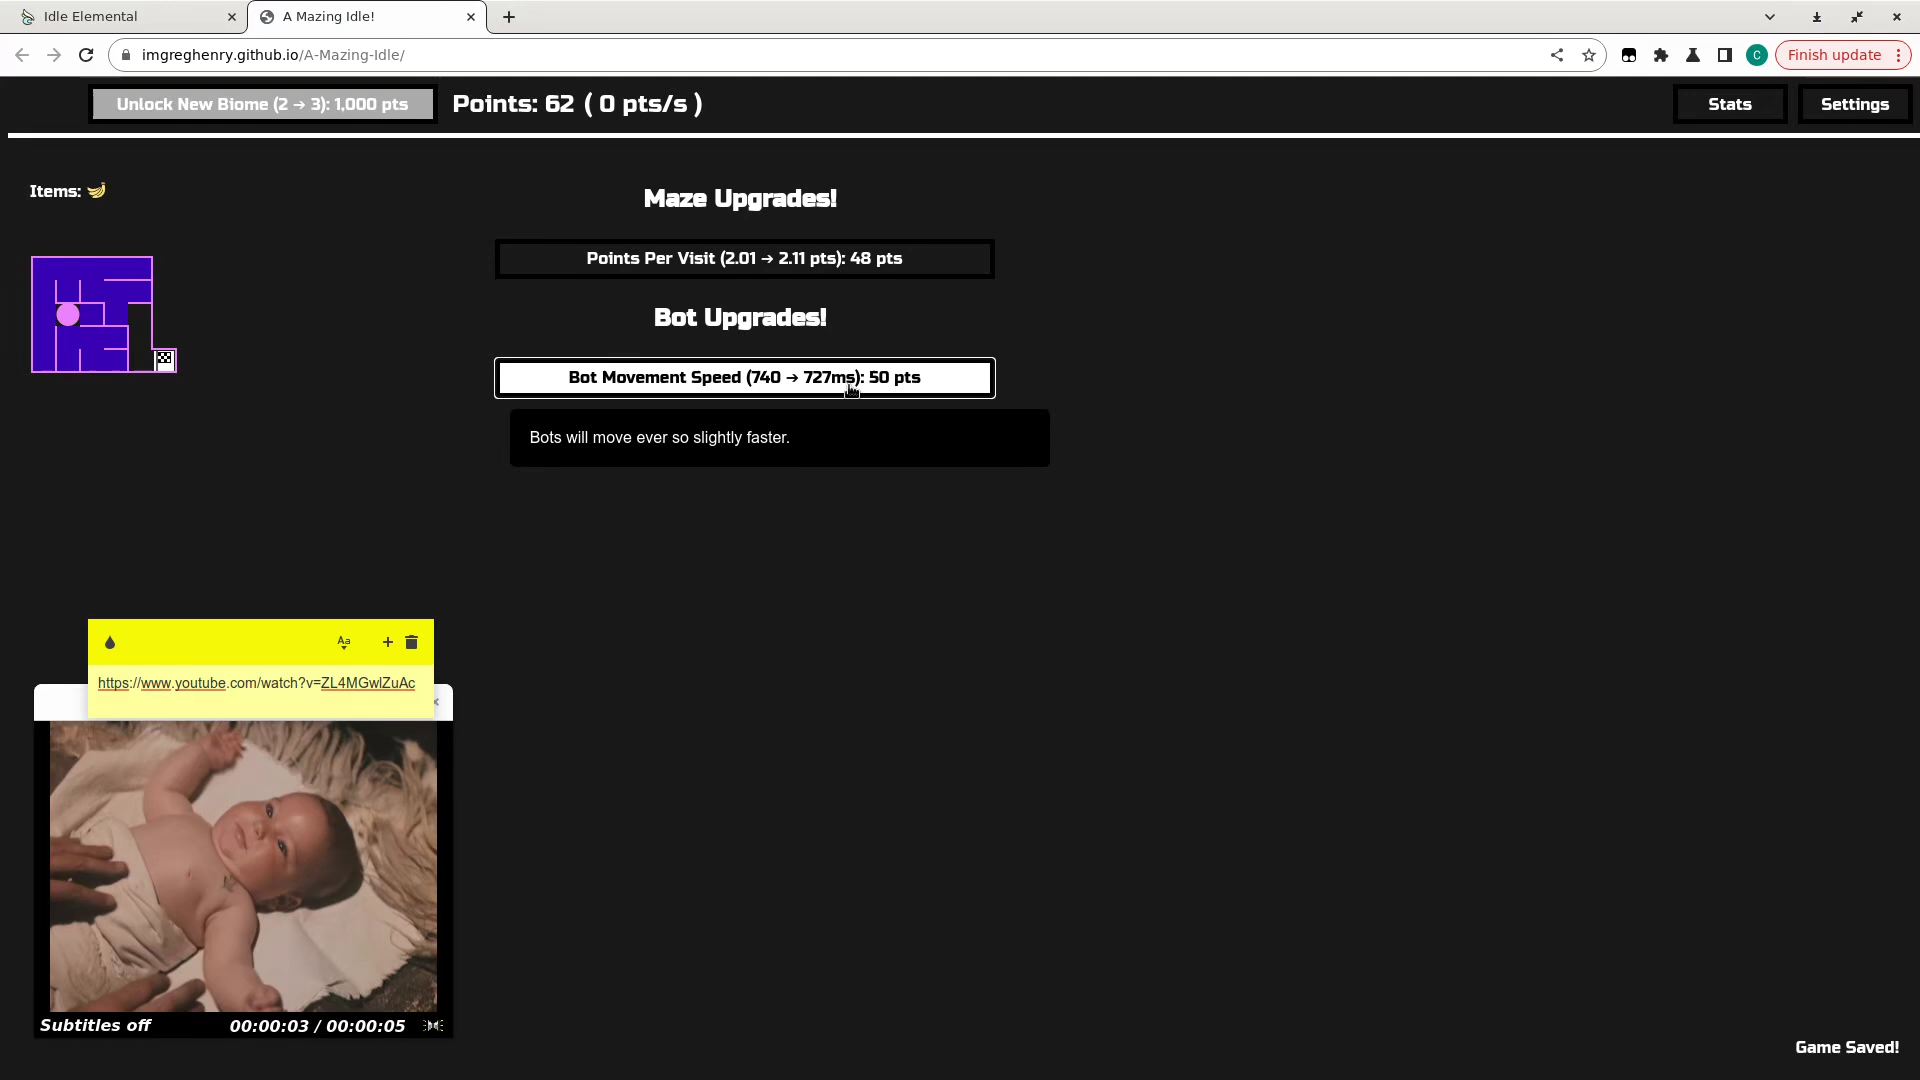 Idle Elemental
A Mazing Idle!
imgreghenry.github.io/A-Mazing-Idle/
C
Finish update
Unlock New Biome (2 → 3): 1,000 pts
Points: 62 ( 0 pts/s )
Stats
Settings
Items:
Maze Upgrades!
Points Per Visit (2.01 → 2.11 pts): 48 pts
Bot Upgrades!
Bot Movement Speed (740 → 727ms): 50 pts
Bots will move ever so slightly faster.
Aa
https://www.youtube.com/watch?v=ZL4MGwlZuAc
Subtitles off
00:00:03 / 00:00:05
Game Saved!